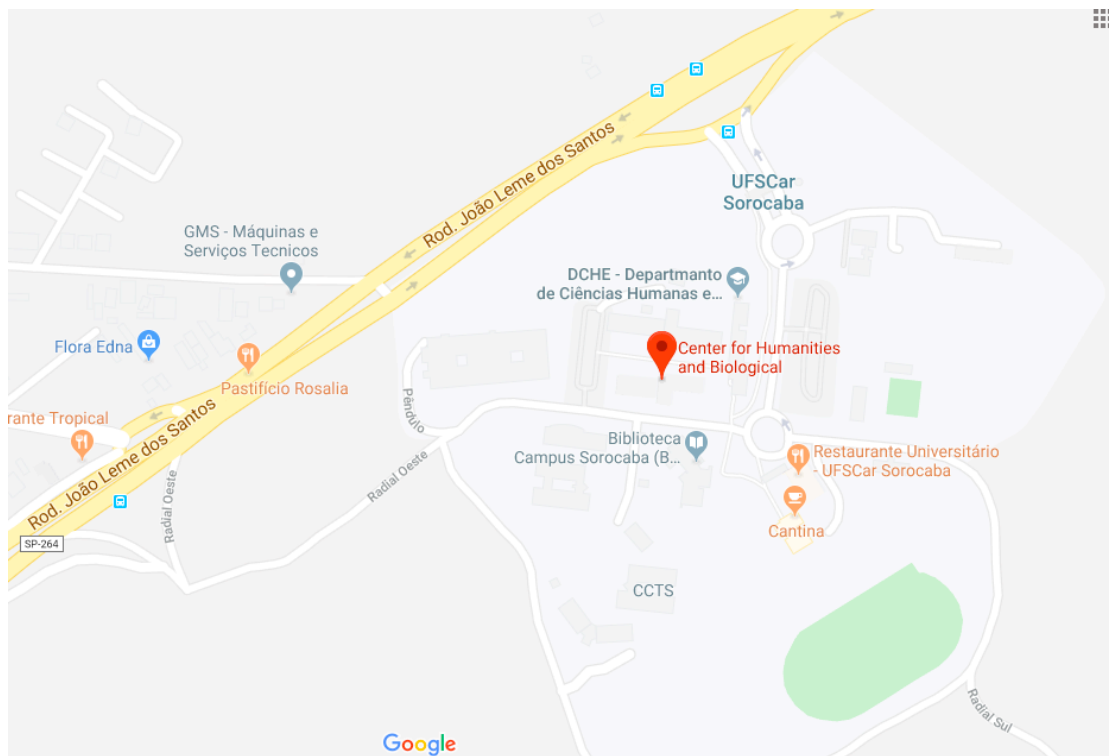 Rod. João Leme dos Santos
UFSCar
Sorocaba
GMS - Máquinas e
Serviços Tecnicos
DCHE - Departmanto
de Ciências Humanas e...
Flora Edna
Center for Humanities
and Biological
Pastifício Rosalia
Pêndulo
rante Tropical
Rod. João Leme dos Santos
Biblioteca
Campus Sorocaba (B...
Restaurante Universitário
- UFSCar Sorocaba
Radial Oeste
Radial Oeste
Cantina
SP-264
CCTS
Radial Sul
Google